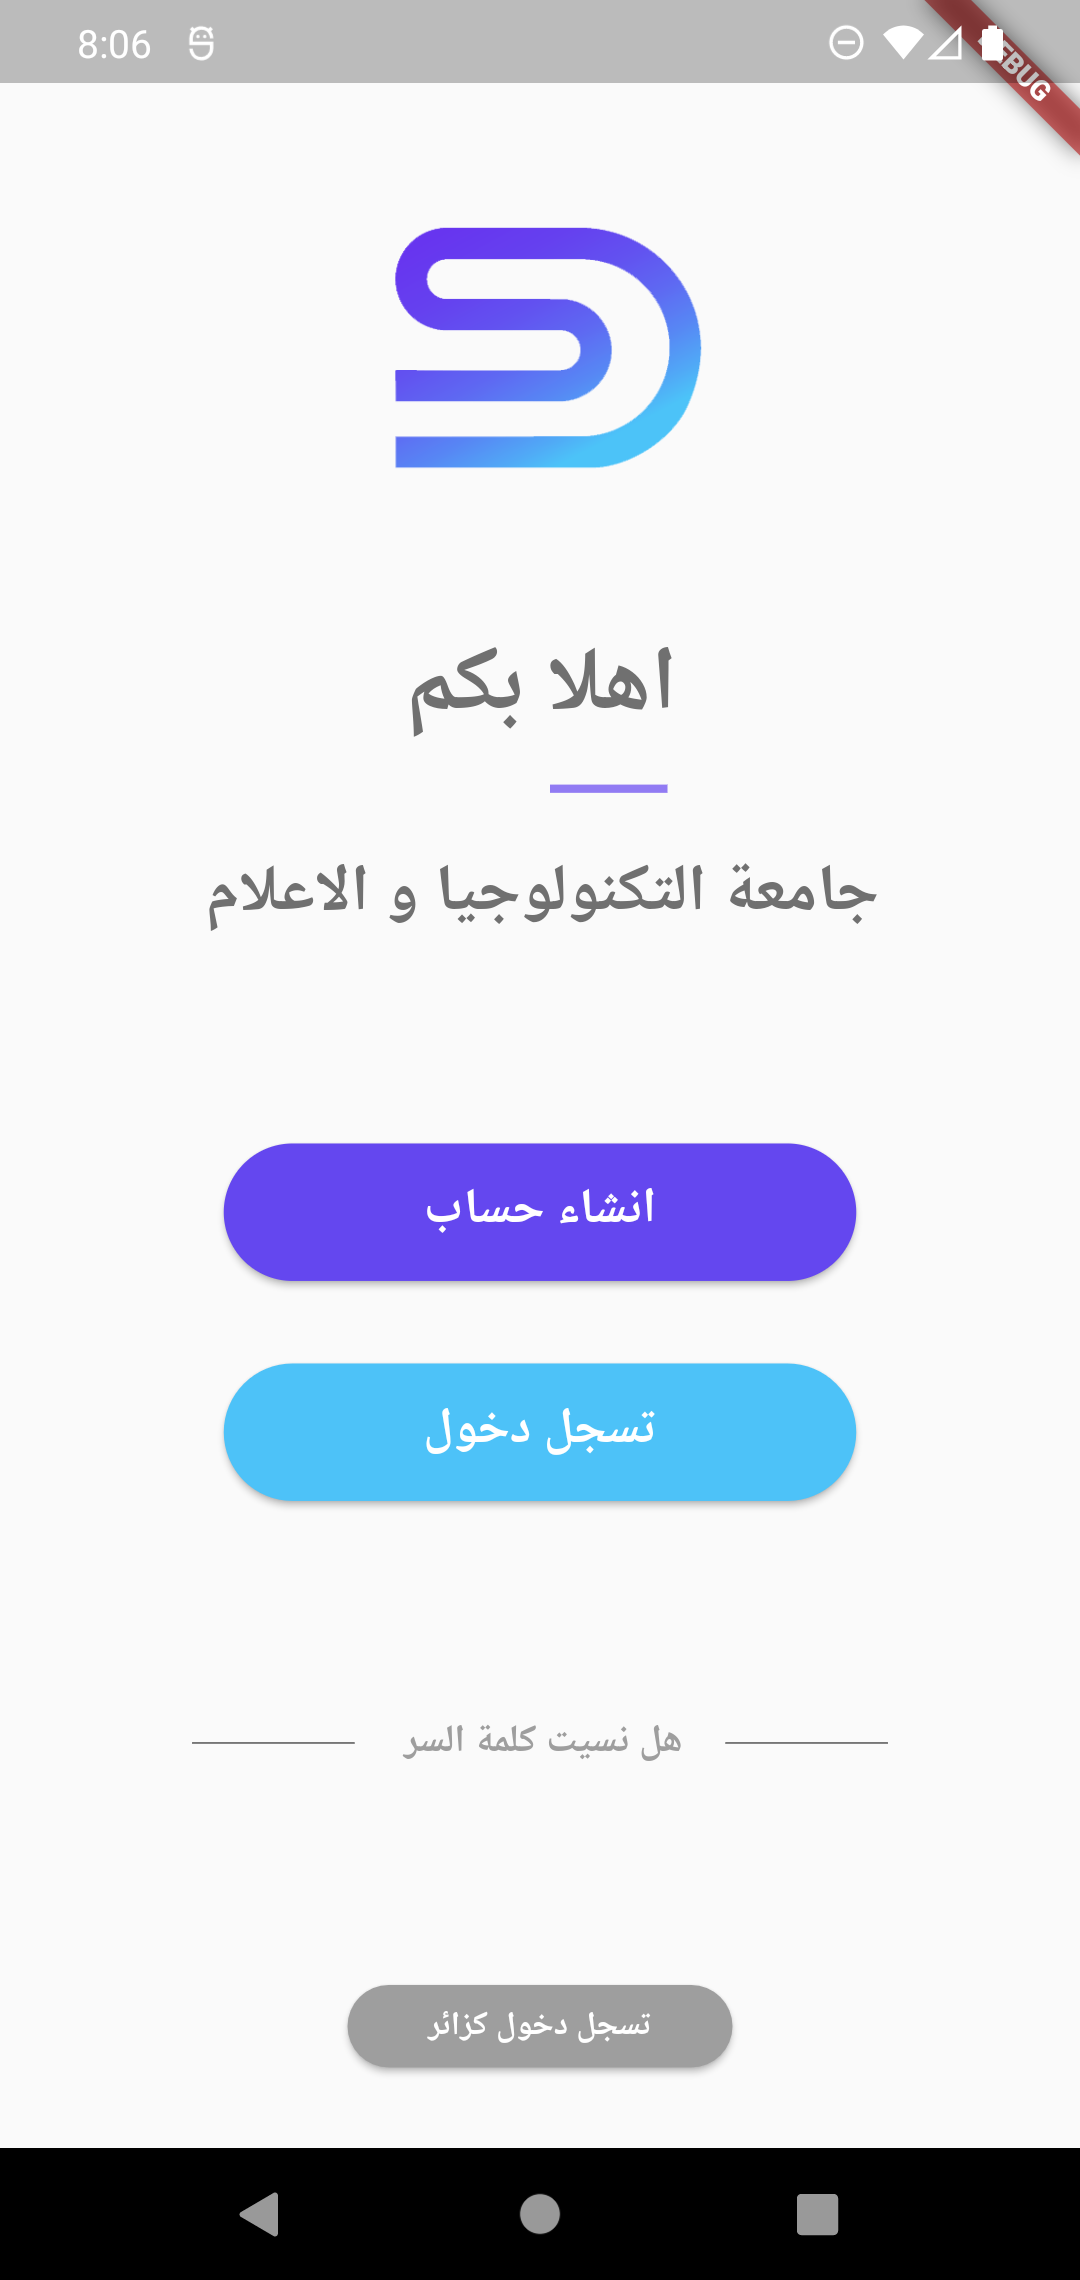 8:06
DEBUG
اهلا بكم
جامعة التكنولوجيا و الاعلام
انشاء حساب
تسجل دخول
هل نسيت كلمة السر
تسجل دخول كزائر